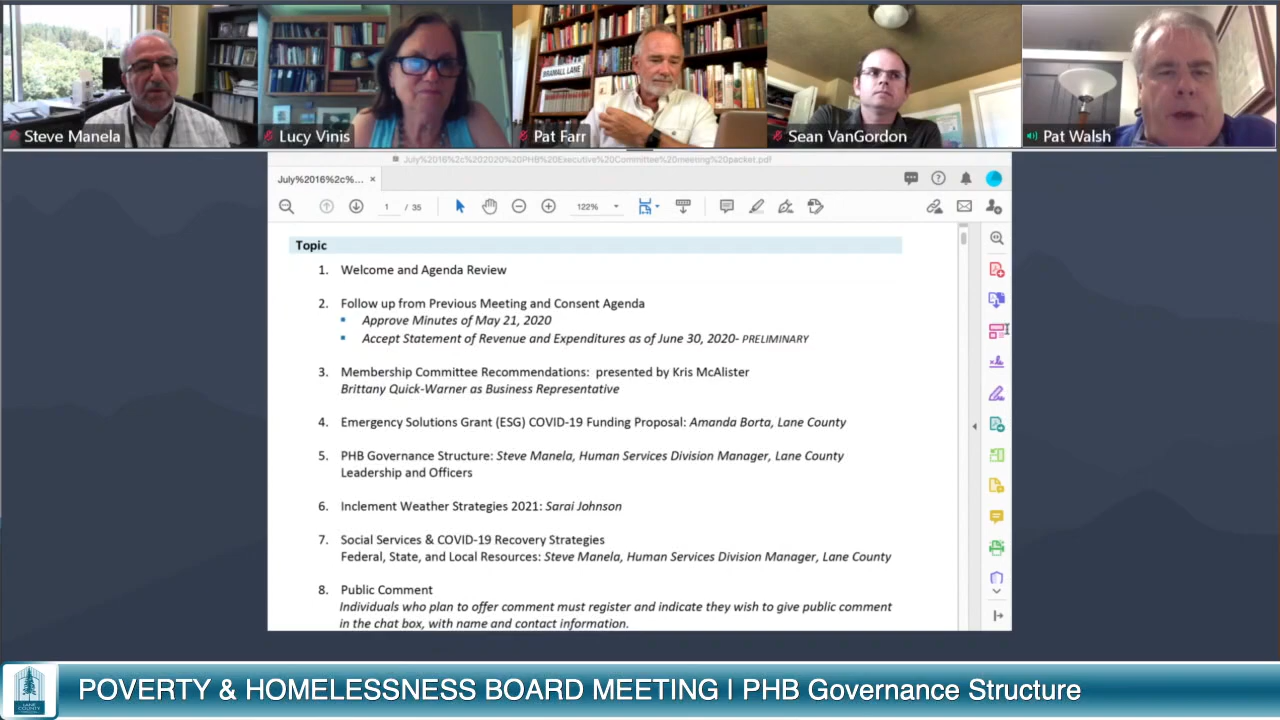 BRAMALL LANE
Steve Manela
Lucy Vinis
Pat Farr
Sean VanGordon
Pat Walsh
July%2016%2c%202020%20PHB%20Executive%20Committee%20meeting%20packet.pdf
July%2016%2c%... ×
1 / 35
122%
Topic
1. Welcome and Agenda Review
2. Follow up from Previous Meeting and Consent Agenda
▪ Approve Minutes of May 21, 2020
▪ Accept Statement of Revenue and Expenditures as of June 30, 2020- PRELIMINARY
3. Membership Committee Recommendations: presented by Kris McAlister
Brittany Quick-Warner as Business Representative
4. Emergency Solutions Grant (ESG) COVID-19 Funding Proposal: Amanda Borta, Lane County
5. PHB Governance Structure: Steve Manela, Human Services Division Manager, Lane County
Leadership and Officers
6. Inclement Weather Strategies 2021: Sarai Johnson
7. Social Services & COVID-19 Recovery Strategies
Federal, State, and Local Resources: Steve Manela, Human Services Division Manager, Lane County
8. Public Comment
Individuals who plan to offer comment must register and indicate they wish to give public comment
in the chat box, with name and contact information.
LANE
COUNTY
POVERTY & HOMELESSNESS BOARD MEETING | PHB Governance Structure